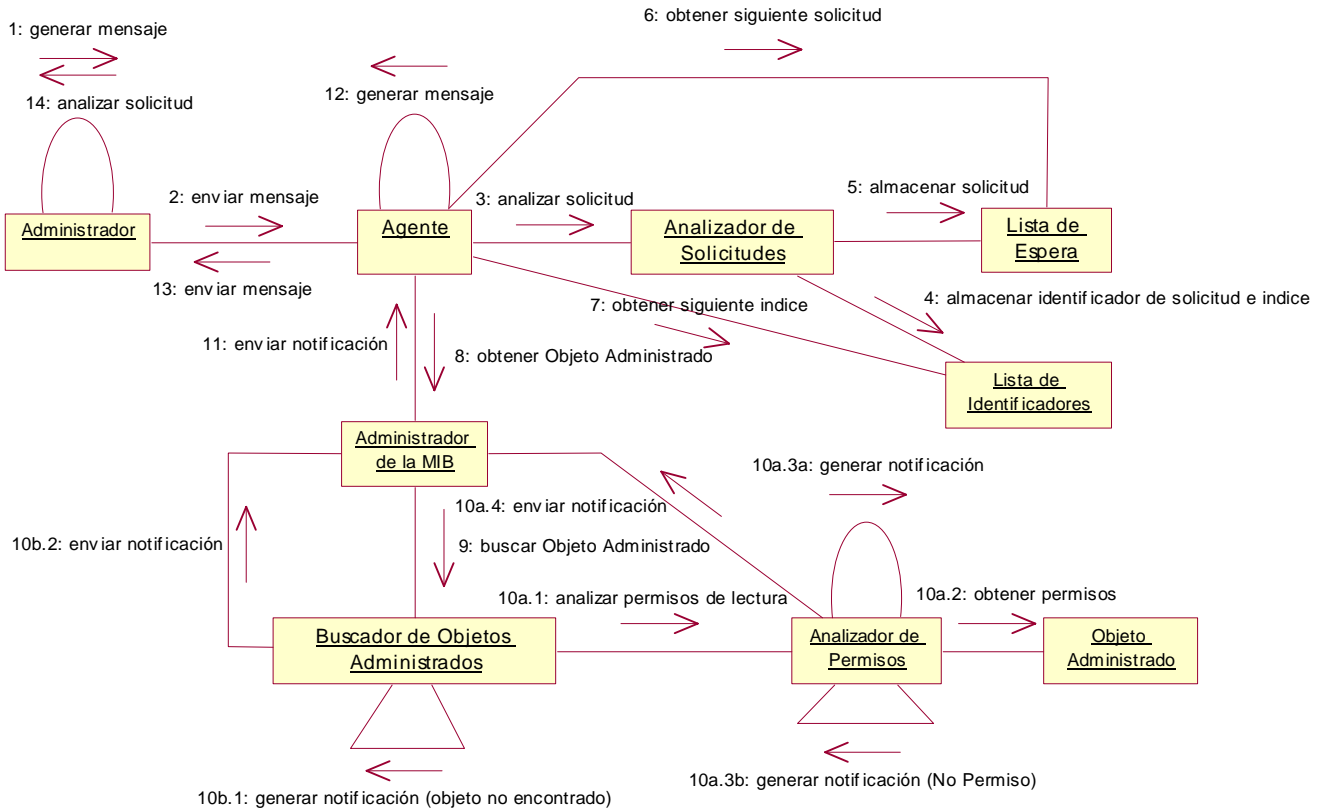 6: obtener siguiente solicitud
1: generar mensaje
14: analizar solicitud
12: generar mensaje
2: enviar mensaje
3: analizar solicitud
5: almacenar solicitud
Administrador
Agente
Analizador de
Solicitudes
Lista de
Espera
13: enviar mensaje
7: obtener siguiente indice
4: almacenar identificador de solicitud e indice
11: enviar notificación
8: obtener Objeto Administrado
Lista de
Identificadores
Administrador
de la MIB
10a.3a: generar notificación
10a.4: enviar notificación
10b.2: enviar notificación
9: buscar Objeto Administrado
10a.1: analizar permisos de lectura
10a.2: obtener permisos
Buscador de Objetos
Administrados
Analizador de
Permisos
Objeto
Administrado
10b.1: generar notificación (objeto no encontrado)
10a.3b: generar notificación (No Permiso)